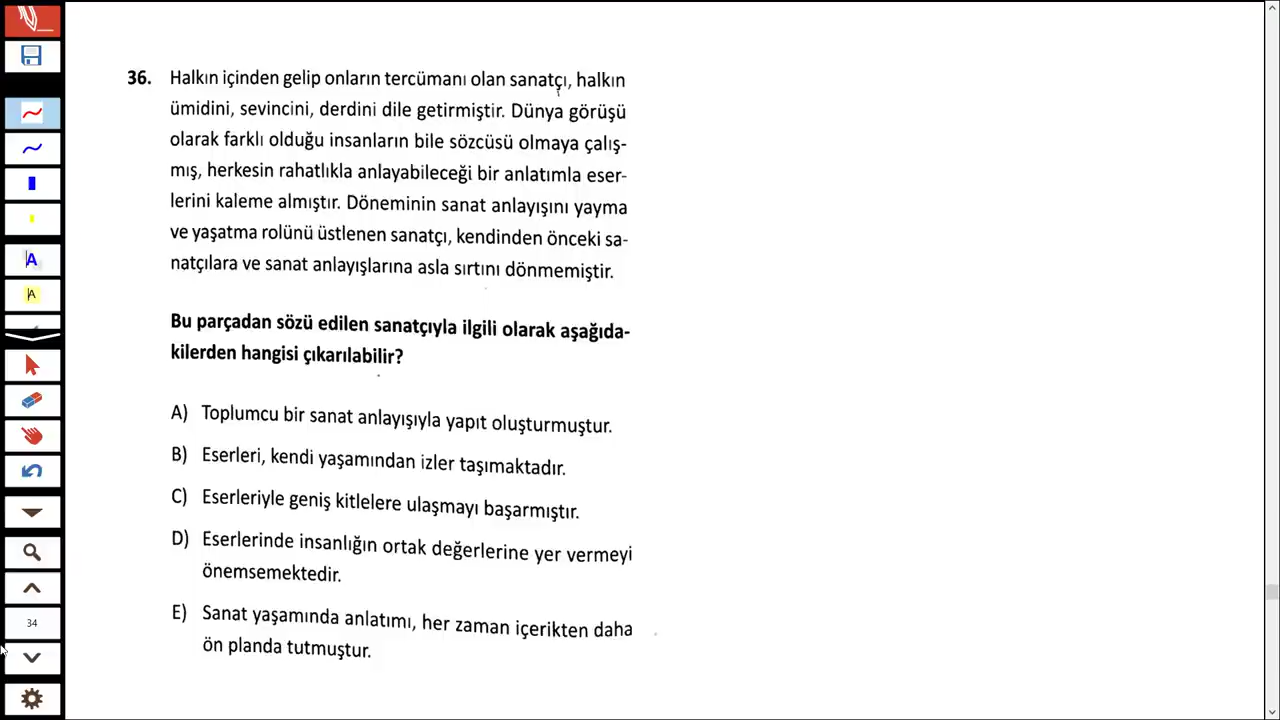 36. Halkın içinden gelip onların tercümanı olan sanatçı, halkın
ümidini, sevincini, derdini dile getirmiştir. Dünya görüşü
olarak farklı olduğu insanların bile sözcüsü olmaya çalış-
mış, herkesin rahatlıkla anlayabileceği bir anlatımla eser-
lerini kaleme almıştır. Döneminin sanat anlayışını yayma
ve yaşatma rolünü üstlenen sanatçı, kendinden önceki sa-
natçılara ve sanat anlayışlarına asla sırtını dönmemiştir.
Bu parçadan sözü edilen sanatçıyla ilgili olarak aşağıda-
kilerden hangisi çıkarılabilir?
A) Toplumcu bir sanat anlayışıyla yapıt oluşturmuştur.
B) Eserleri, kendi yaşamından izler taşımaktadır.
C) Eserleriyle geniş kitlelere ulaşmayı başarmıştır.
D) Eserlerinde insanlığın ortak değerlerine yer vermeyi
önemsemektedir.
E) Sanat yaşamında anlatımı, her zaman içerikten daha
ön planda tutmuştur.
A
A
34